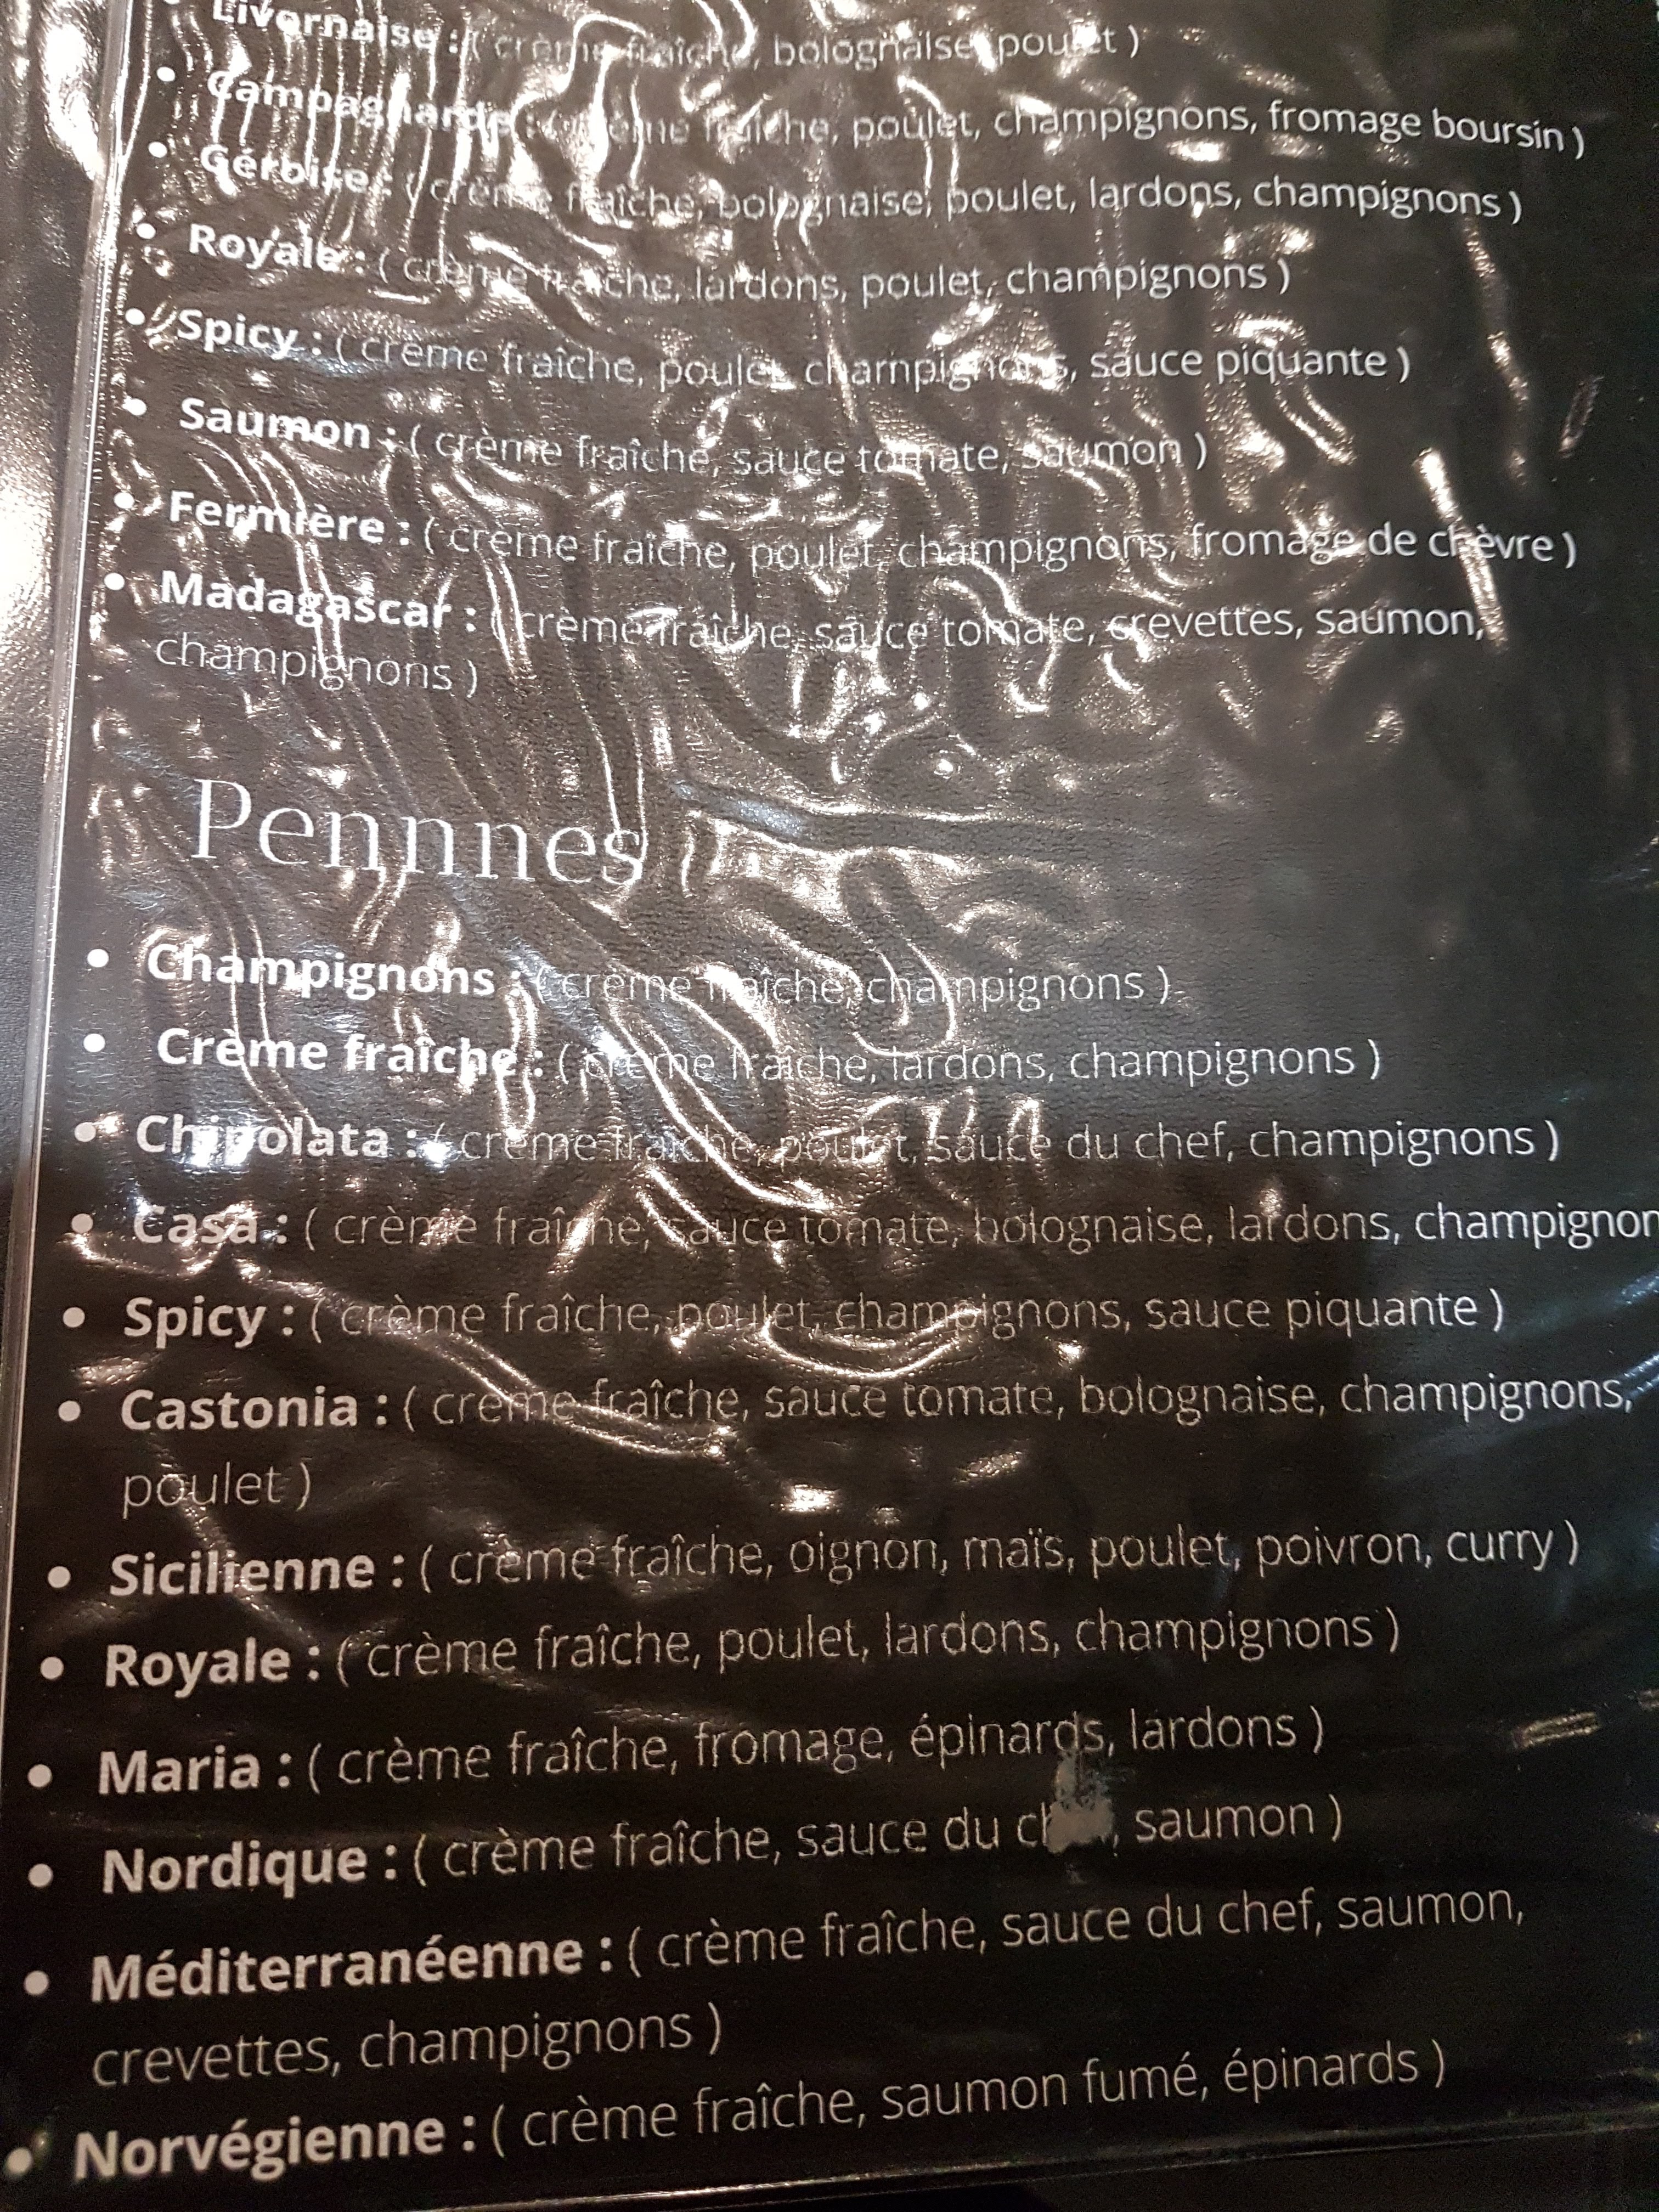 Livornaise : ( crème fraîche, bolognaise, poulet )
• Campagnarde : ( crème fraîche, poulet, champignons, fromage boursin )
• Gérbise : ( crème fraîche, bolognaise, poulet, lardons, champignons )
• Royale : ( crème fraîche, lardons, poulet, champignons )
• Spicy : ( crème fraîche, poulet, champignons, sauce piquante )
• Saumon : ( crème fraîche, sauce tomate, saumon )
• Fermière : ( crème fraîche, poulet, champignons, fromage de chèvre )
• Madagascar : ( crème fraîche, sauce tomate, crevettes, saumon,
champignons )
Pennnes
• Champignons : ( crème fraîche, champignons )
• Crème fraîche : ( crème fraîche, lardons, champignons )
• Chipolata : ( crème fraîche, poulet, sauce du chef, champignons )
• Casa : ( crème fraîche, sauce tomate, bolognaise, lardons, champignon
• Spicy : ( crème fraîche, poulet, champignons, sauce piquante )
• Castonia : ( crème fraîche, sauce tomate, bolognaise, champignons,
poulet )
• Sicilienne : ( crème fraîche, oignon, maïs, poulet, poivron, curry )
• Royale : ( crème fraîche, poulet, lardons, champignons )
• Maria : ( crème fraîche, fromage, épinards, lardons )
• Nordique : ( crème fraîche, sauce du ch , saumon )
• Méditerranéenne : ( crème fraîche, sauce du chef, saumon,
crevettes, champignons )
• Norvégienne : ( crème fraîche, saumon fumé, épinards )